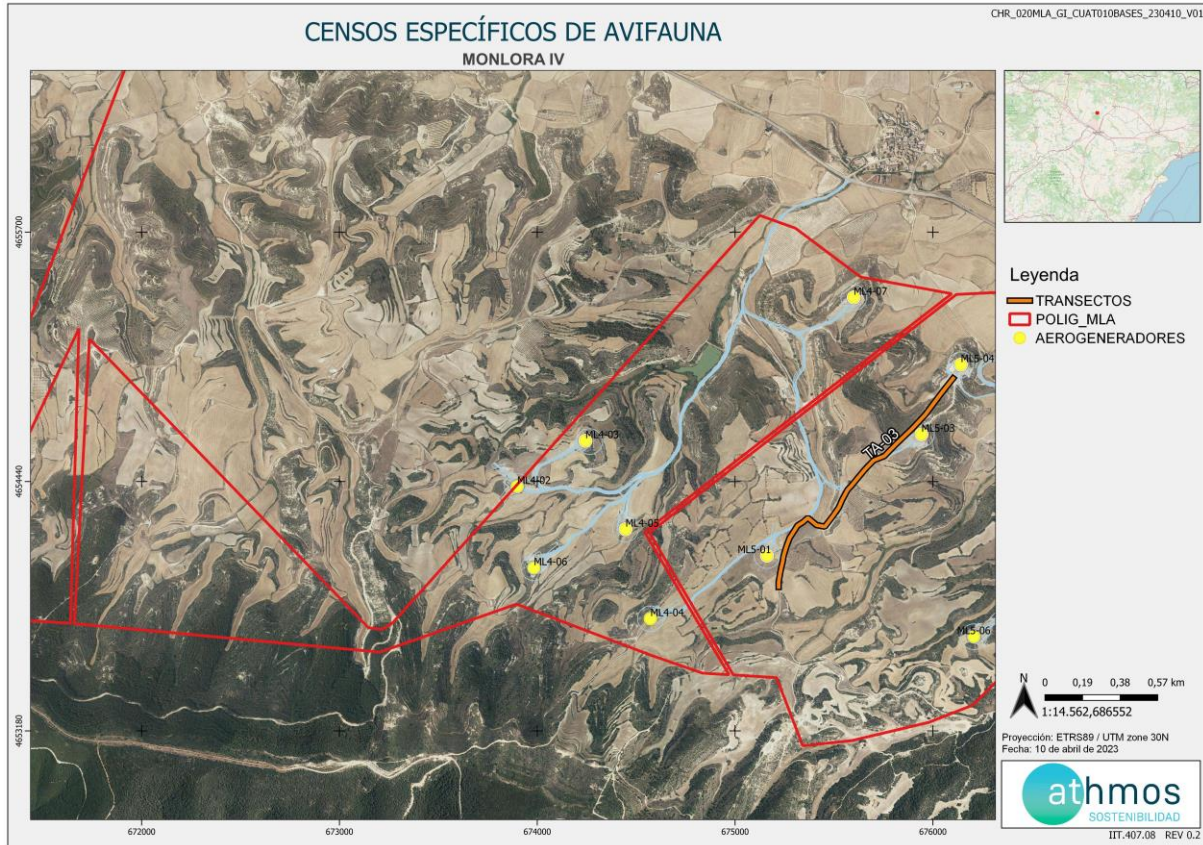 CHR_020MLA_GI_CUAT010BASES_230410_V01
CENSOS ESPECÍFICOS DE AVIFAUNA
MONLORA IV
4655700
4654440
4653180
ML4-07
ML5-04
ML4-03
TA-03
ML5-03
ML4-02
ML4-05
ML5-01
ML4-06
ML4-04
ML5-06
672000
673000
674000
675000
676000
Leyenda
TRANSECTOS
POLIG_MLA
AEROGENERADORES
N
0 0,19 0,38 0,57 km
1:14.562,686552
Proyección: ETRS89 / UTM zone 30N
Fecha: 10 de abril de 2023
athmos
SOSTENIBILIDAD
IIT.407.08 REV 0.2